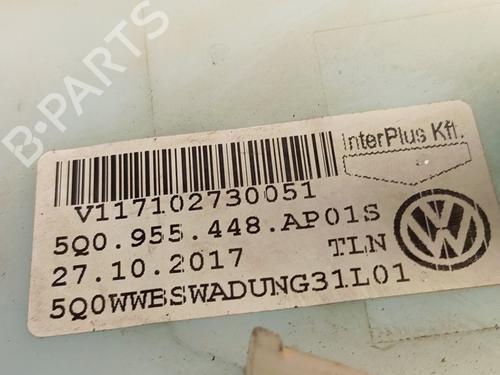 B-PARTS
InterPlus Kft.
V117102730051
5Q0.955.448.AP01S
27.10.2017 TLN
5Q0WWBSWADUNG31L01